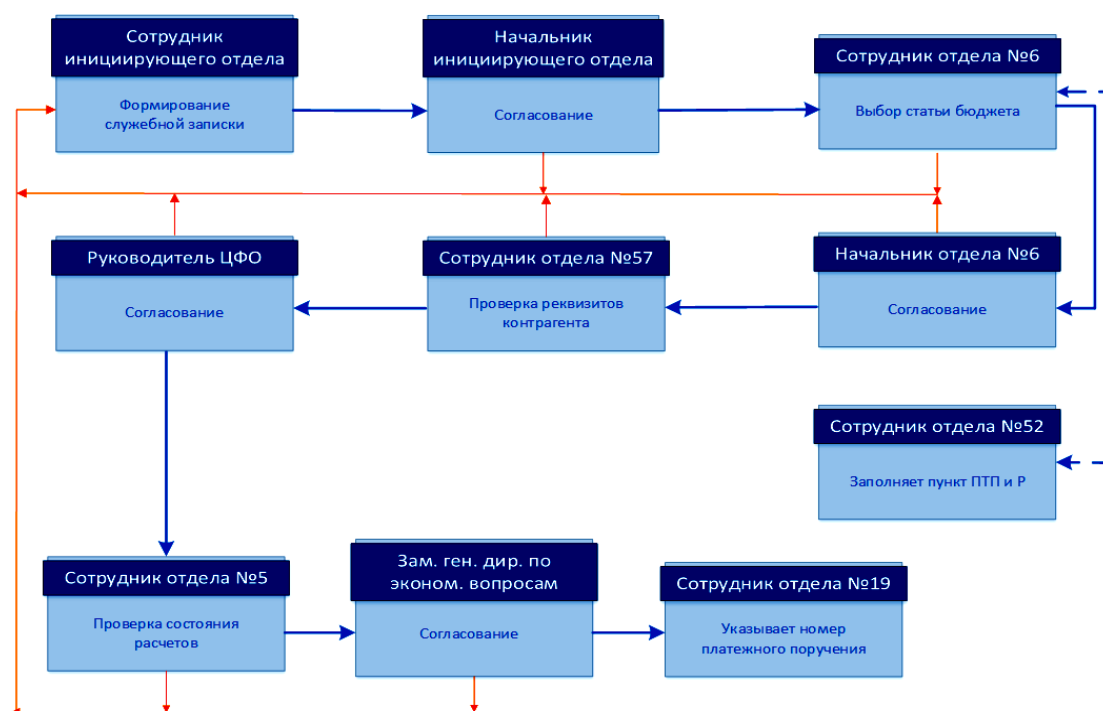 Сотрудник
инициирующего отдела
Формирование
служебной записки
Начальник
инициирующего отдела
Согласование
Сотрудник отдела №6
Выбор статьи бюджета
Руководитель ЦФО
Согласование
Сотрудник отдела №57
Проверка реквизитов
контрагента
Начальник отдела №6
Согласование
Сотрудник отдела №52
Заполняет пункт ПТП и Р
Сотрудник отдела №5
Проверка состояния
расчетов
Зам. ген. дир. по
эконом. вопросам
Согласование
Сотрудник отдела №19
Указывает номер
платежного поручения